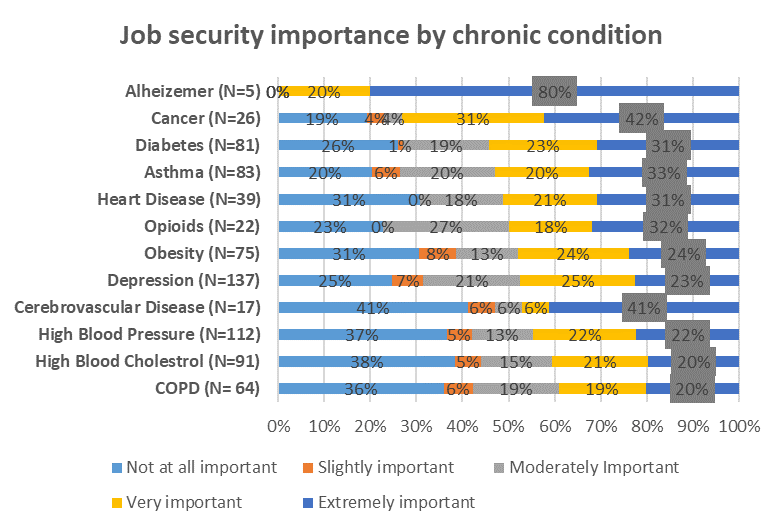 Job security importance by chronic condition
Alheizemer (N=5) 0% 20% 80%
Cancer (N=26) 19% 4% 4% 31% 42%
Diabetes (N=81) 26% 1% 19% 23% 31%
Asthma (N=83) 20% 6% 20% 20% 33%
Heart Disease (N=39) 31% 0% 18% 21% 31%
Opioids (N=22) 23% 0% 27% 18% 32%
Obesity (N=75) 31% 8% 13% 24% 24%
Depression (N=137) 25% 7% 21% 25% 23%
Cerebrovascular Disease (N=17) 41% 6% 6% 6% 41%
High Blood Pressure (N=112) 37% 5% 13% 22% 22%
High Blood Cholestrol (N=91) 38% 5% 15% 21% 20%
COPD (N= 64) 36% 6% 19% 19% 20%
0% 10% 20% 30% 40% 50% 60% 70% 80% 90% 100%
Not at all important Slightly important Moderately Important
Very important Extremely important